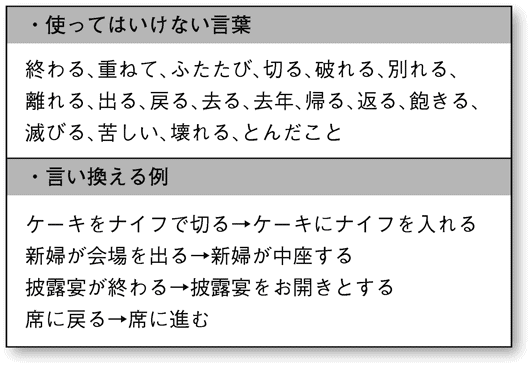 ・使ってはいけない言葉
終わる、重ねて、ふたたび、切る、破れる、別れる、
離れる、出る、戻る、去る、去年、帰る、返る、飽きる、
滅びる、苦しい、壊れる、とんだこと
・言い換える例
ケーキをナイフで切る→ケーキにナイフを入れる
新婦が会場を出る→新婦が中座する
披露宴が終わる→披露宴をお開きとする
席に戻る→席に進む